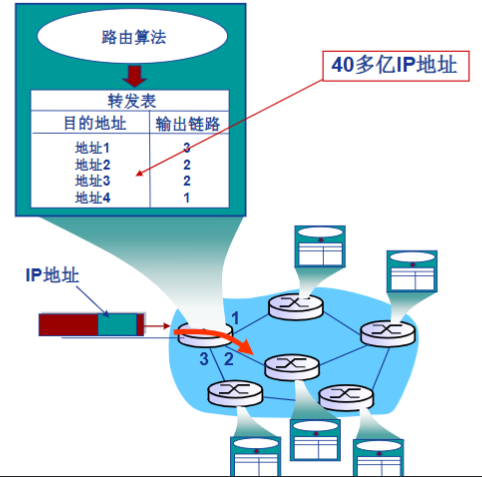 路由算法
40多亿IP地址
转发表
目的地址 输出链路
地址1 3
地址2 2
地址3 2
地址4 1
IP地址
1
3 2